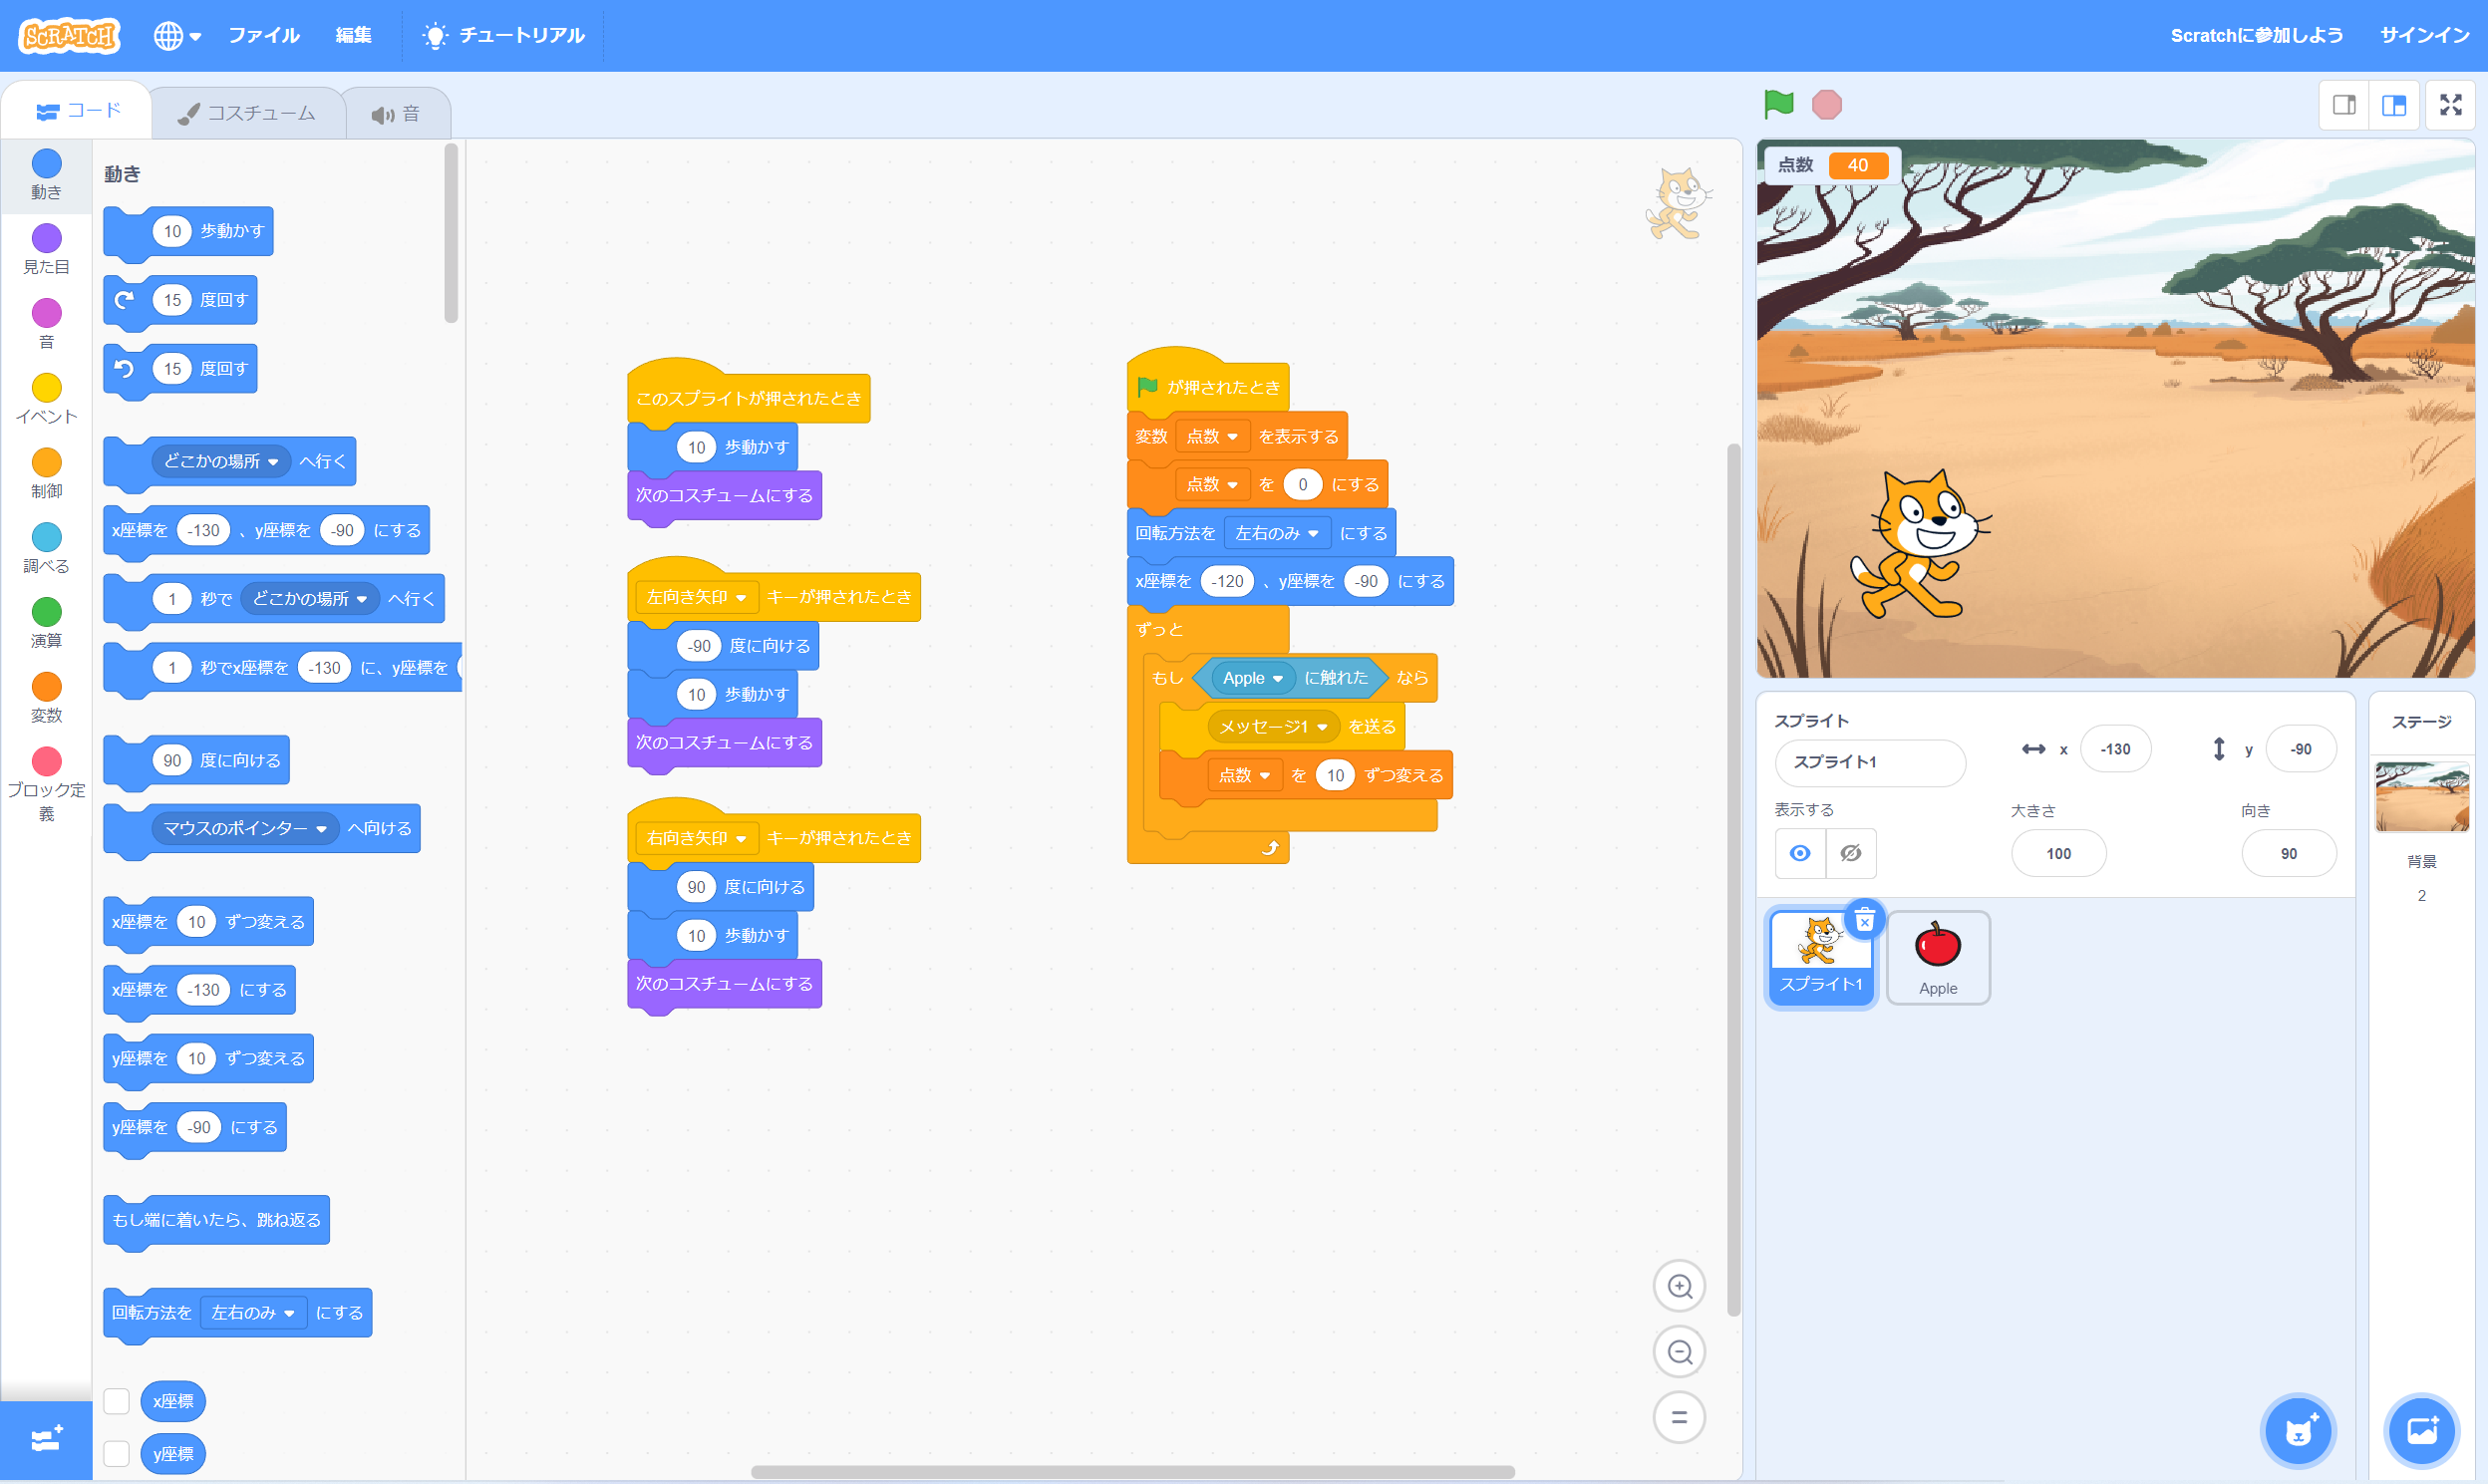 SCRATCH
ファイル
編集
チュートリアル
Scratchに参加しよう
サインイン
コード
コスチューム
音
動き
見た目
音
イベント
制御
調べる
演算
変数
ブロック定
義
動き
10 歩動かす
15 度回す
15 度回す
どこかの場所 へ行く
x座標を -130 、y座標を -90 にする
1 秒で どこかの場所 へ行く
1 秒でx座標を -130 に、y座標を
90 度に向ける
マウスのポインター へ向ける
x座標を 10 ずつ変える
x座標を -130 にする
y座標を 10 ずつ変える
y座標を -90 にする
もし端に着いたら、跳ね返る
回転方法を 左右のみ にする
x座標
y座標
このスプライトが押されたとき
10 歩動かす
次のコスチュームにする
左向き矢印 キーが押されたとき
-90 度に向ける
10 歩動かす
次のコスチュームにする
右向き矢印 キーが押されたとき
90 度に向ける
10 歩動かす
次のコスチュームにする
が押されたとき
変数 点数 を表示する
点数 を 0 にする
回転方法を 左右のみ にする
x座標を -120 、y座標を -90 にする
ずっと
もし Apple に触れた なら
メッセージ1 を送る
点数 を 10 ずつ変える
点数 40
スプライト
スプライト1
x -130
y -90
表示する
大きさ
向き
100
90
スプライト1
Apple
ステージ
背景
2